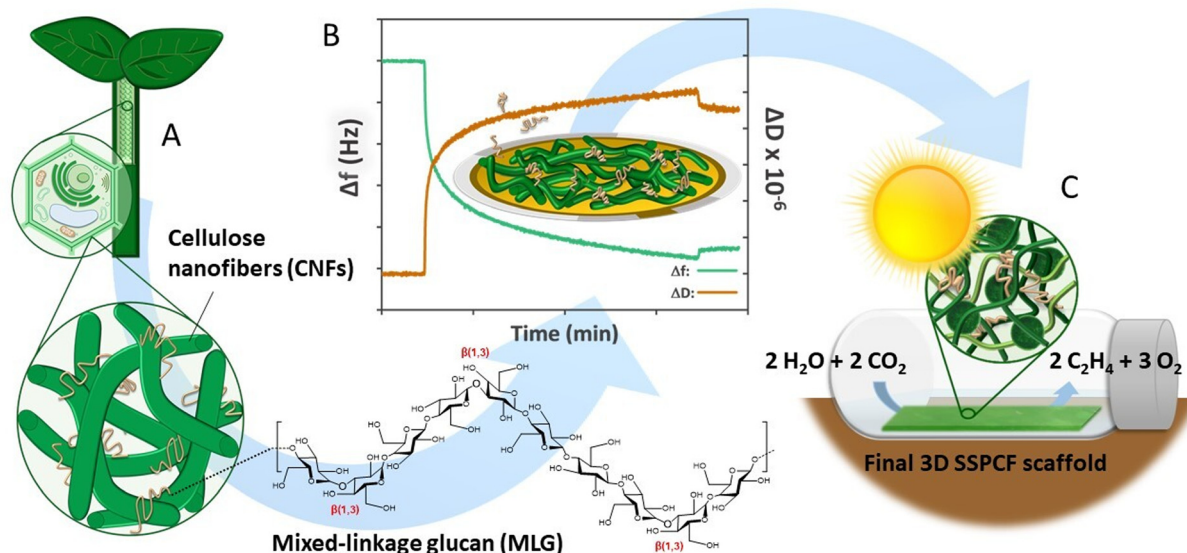 A
B
C
Cellulose
nanofibers (CNFs)
Δf (Hz)
ΔD x 10⁻⁶
Δf:
ΔD:
Time (min)
β(1,3)
β(1,3)
β(1,3)
Mixed-linkage glucan (MLG)
2 H₂O + 2 CO₂
2 C₂H₄ + 3 O₂
Final 3D SSPCF scaffold